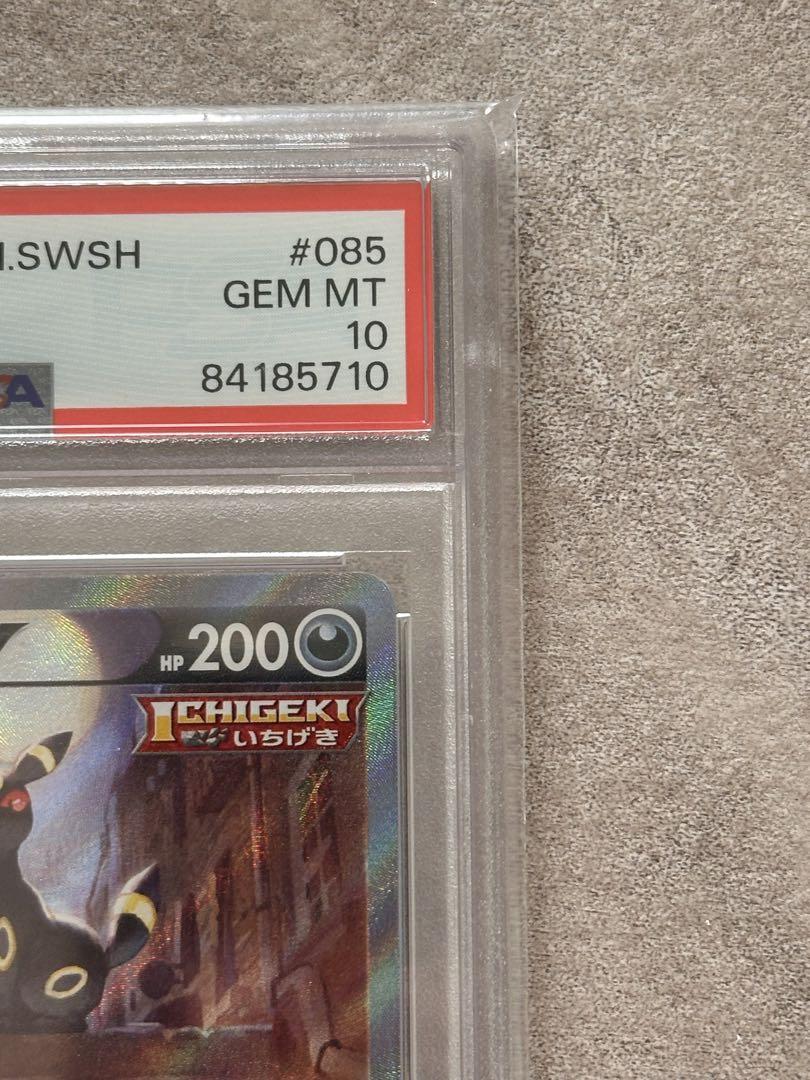 .SWSH #085
GEM MT
10
84185710
HP 200
ICHIGEKI
いちげき